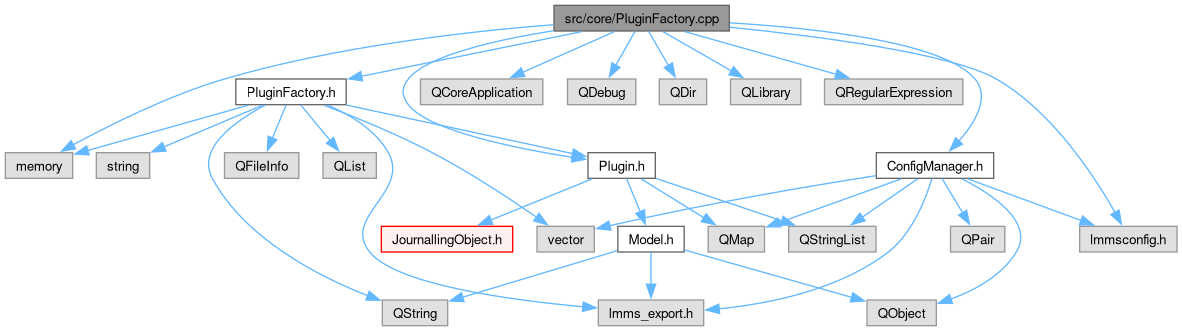 src/core/PluginFactory.cpp
PluginFactory.h
QCoreApplication
QDebug
QDir
QLibrary
QRegularExpression
memory
string
QFileInfo
QList
Plugin.h
ConfigManager.h
JournallingObject.h
vector
Model.h
QMap
QStringList
QPair
lmmsconfig.h
QString
lmms_export.h
QObject